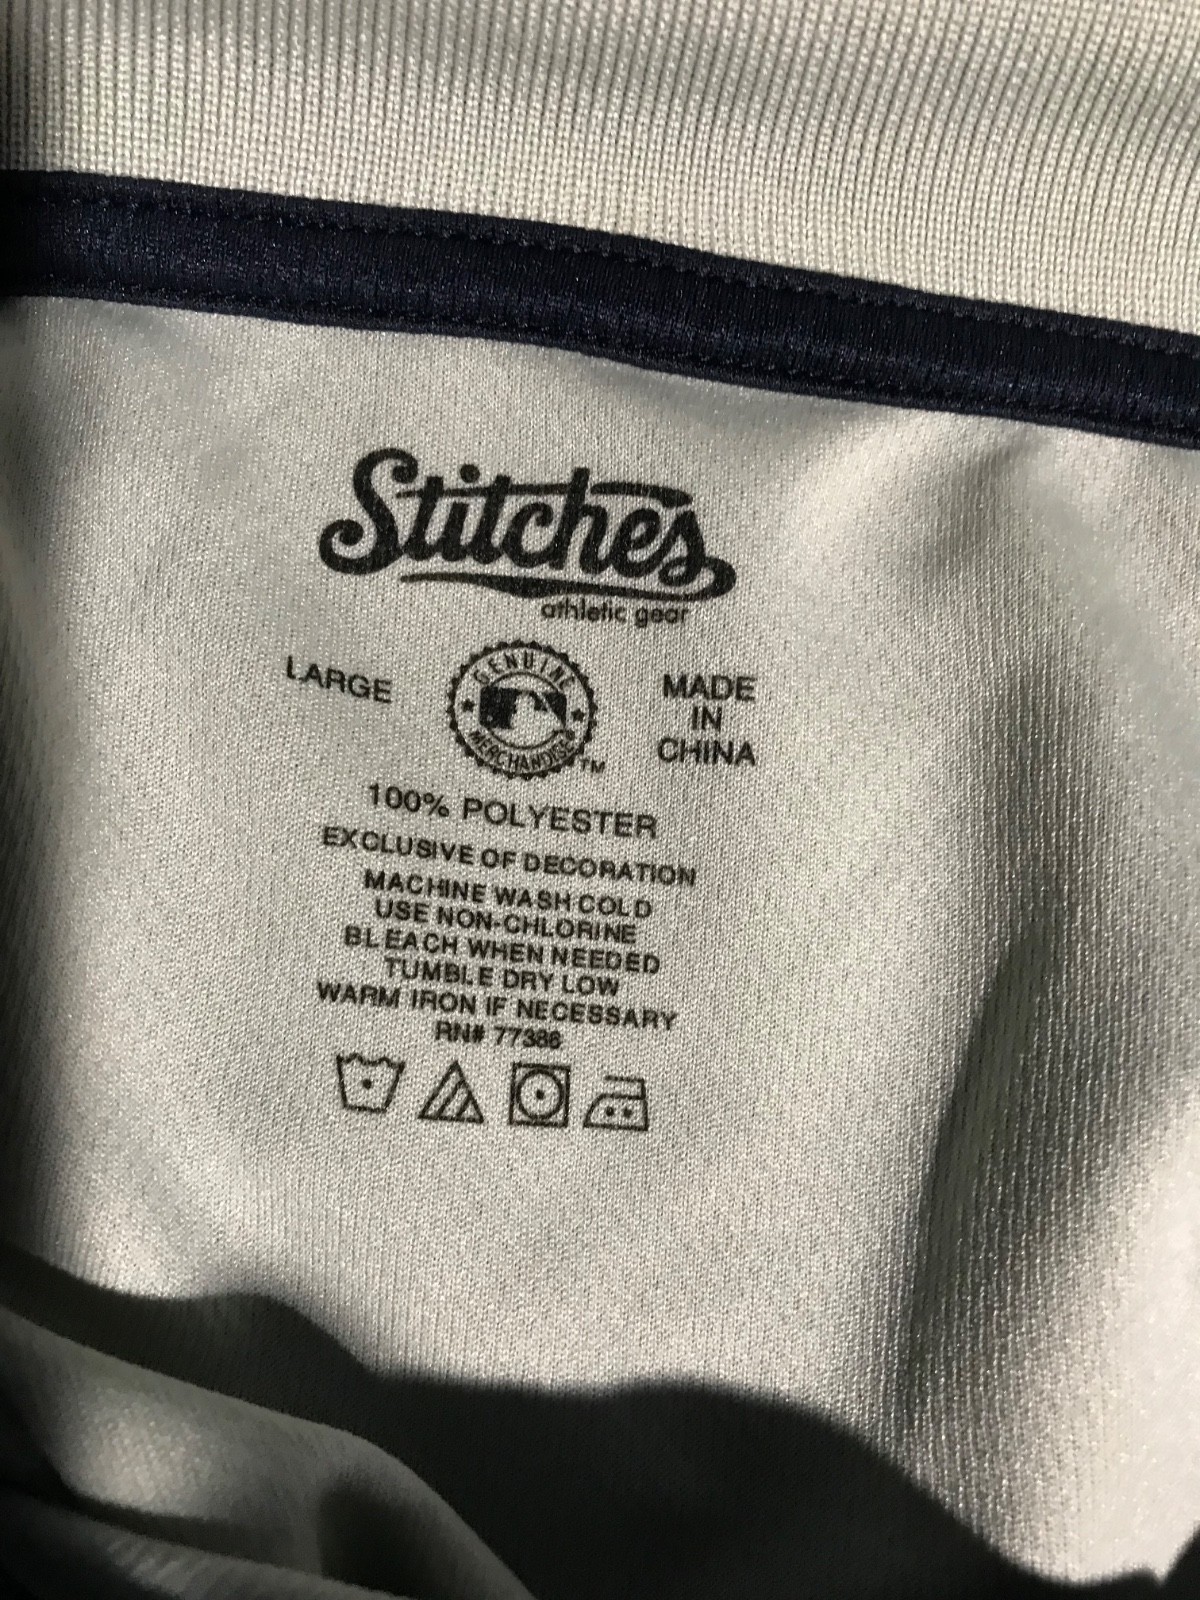 Stitches
athletic gear
LARGE
GENUINE
MERCHANDISE
TM
MADE
IN
CHINA
100% POLYESTER
EXCLUSIVE OF DECORATION
MACHINE WASH COLD
USE NON-CHLORINE
BLEACH WHEN NEEDED
TUMBLE DRY LOW
WARM IRON IF NECESSARY
RN# 77386